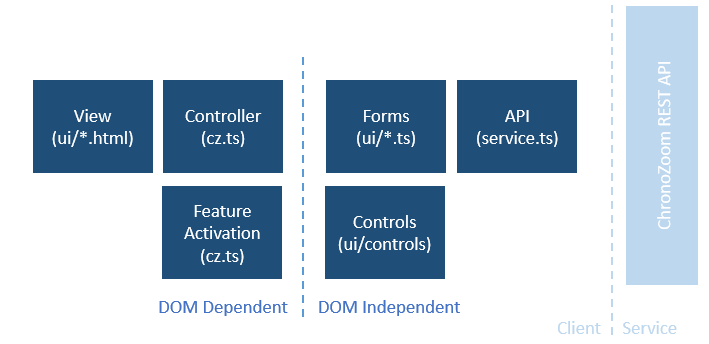 View
(ui/*.html)
Controller
(cz.ts)
Forms
(ui/*.ts)
API
(service.ts)
Feature
Activation
(cz.ts)
Controls
(ui/controls)
DOM Dependent
DOM Independent
Client
Service
ChronoZoom REST API